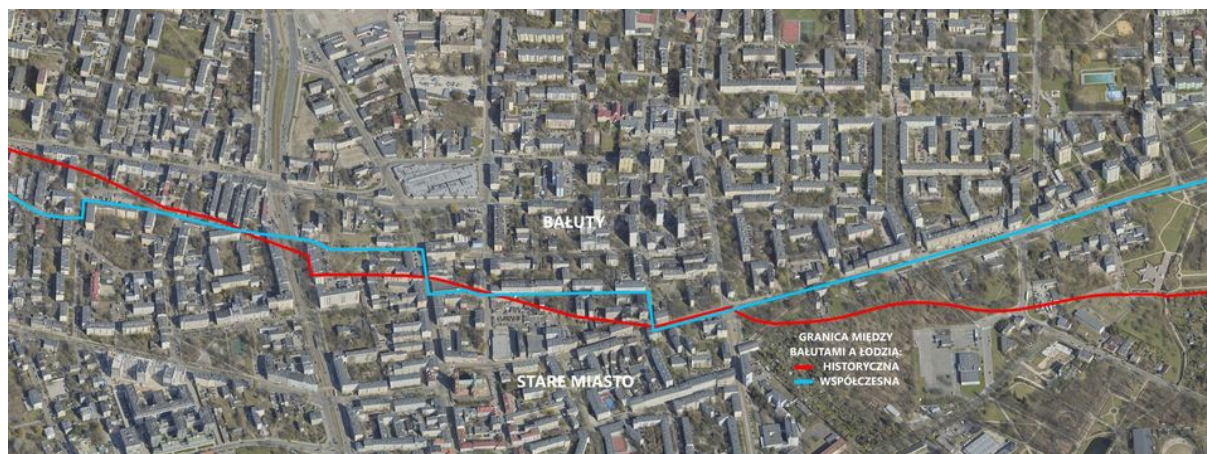 BAŁUTY
STARE MIASTO
GRANICA MIĘDZY
BAŁUTAMI A ŁODZIĄ:
HISTORYCZNA
WSPÓŁCZESNA